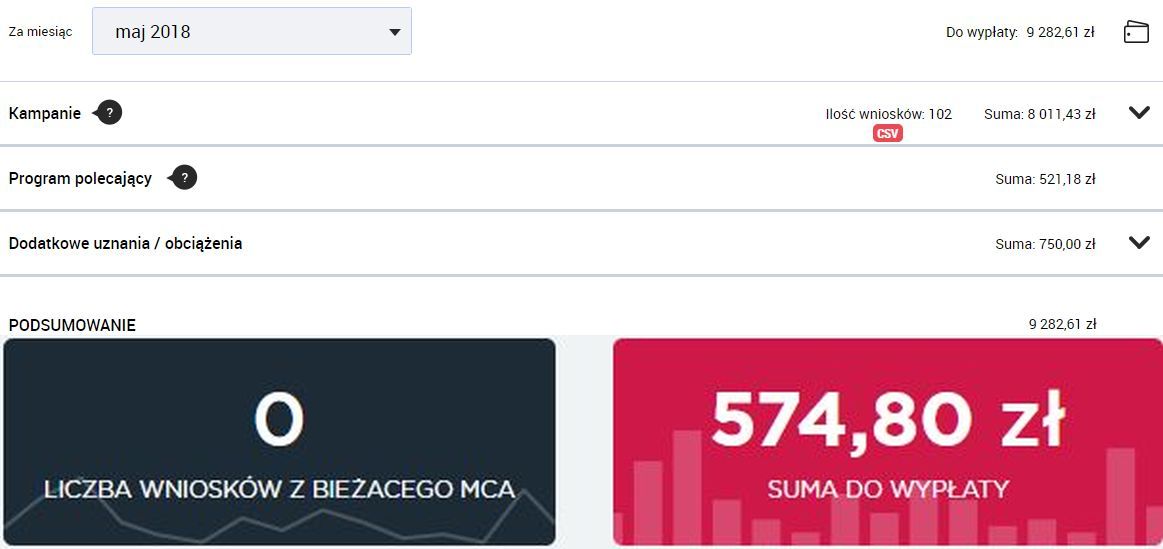 Za miesiąc maj 2018 Do wypłaty: 9 282,61 zł
Kampanie ? Ilość wniosków: 102 Suma: 8 011,43 zł
CSV
Program polecający ? Suma: 521,18 zł
Dodatkowe uznania / obciążenia Suma: 750,00 zł
PODSUMOWANIE 9 282,61 zł
0
LICZBA WNIOSKÓW Z BIEŻACEGO MCA
574,80 zł
SUMA DO WYPŁATY